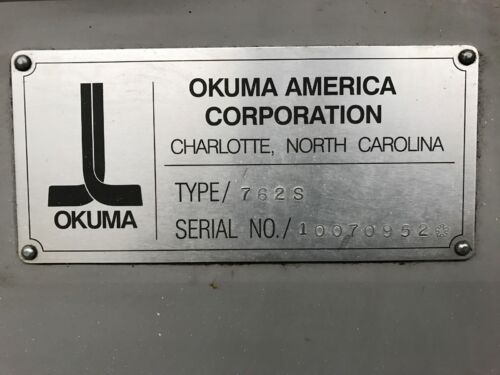 OKUMA AMERICA
CORPORATION
CHARLOTTE, NORTH CAROLINA
TYPE/ 762S
SERIAL NO./ 10070952*
OKUMA